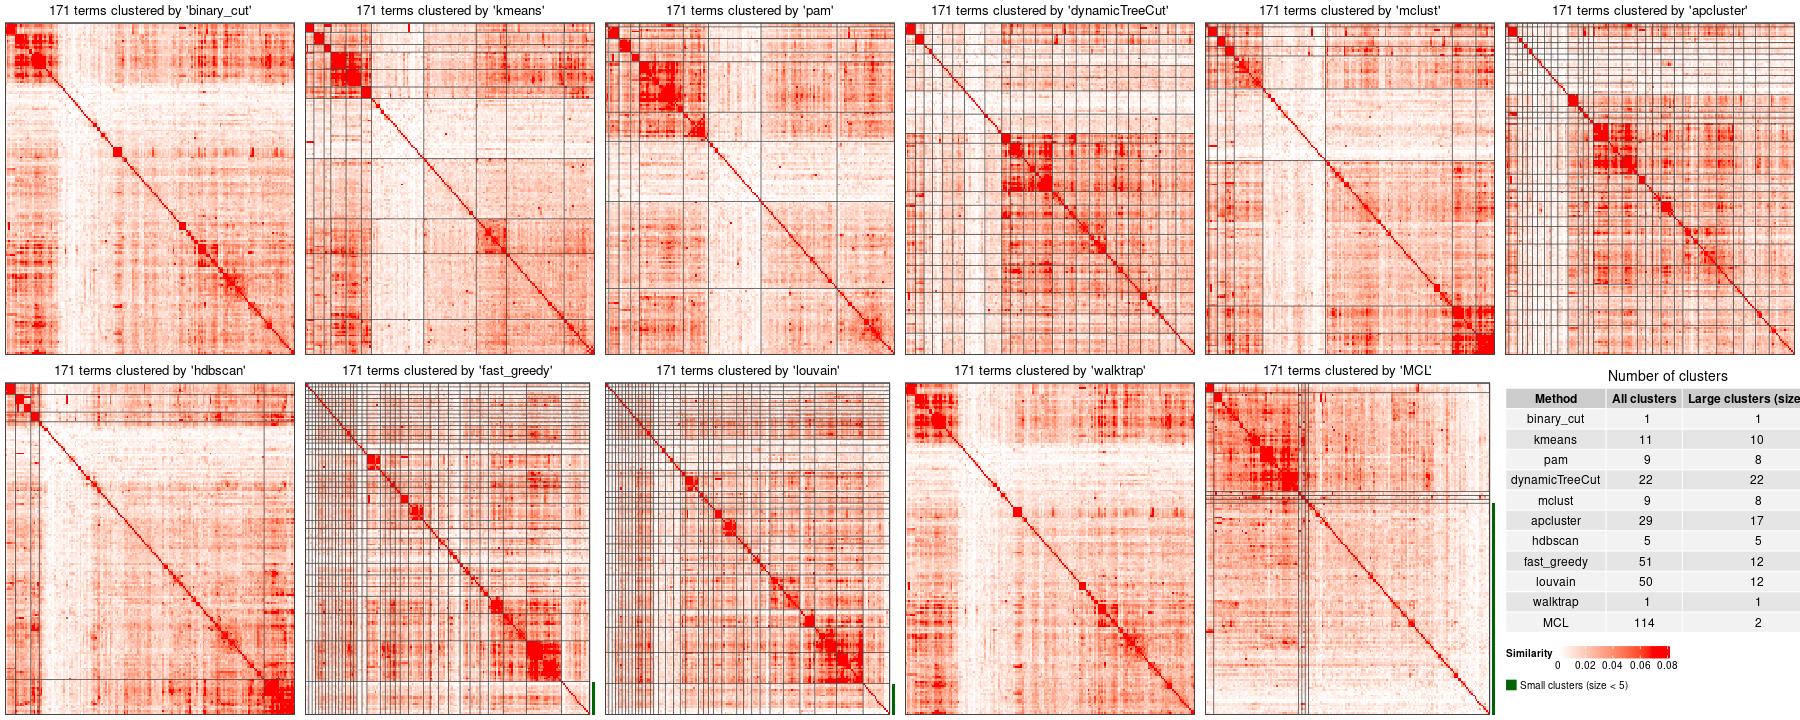 171 terms clustered by 'binary_cut'
171 terms clustered by 'kmeans'
171 terms clustered by 'pam'
171 terms clustered by 'dynamicTreeCut'
171 terms clustered by 'mclust'
171 terms clustered by 'apcluster'
171 terms clustered by 'hdbscan'
171 terms clustered by 'fast_greedy'
171 terms clustered by 'louvain'
171 terms clustered by 'walktrap'
171 terms clustered by 'MCL'
Number of clusters
Method All clusters Large clusters (size
binary_cut 1 1
kmeans 11 10
pam 9 8
dynamicTreeCut 22 22
mclust 9 8
apcluster 29 17
hdbscan 5 5
fast_greedy 51 12
louvain 50 12
walktrap 1 1
MCL 114 2
Similarity
0 0.02 0.04 0.06 0.08
Small clusters (size < 5)